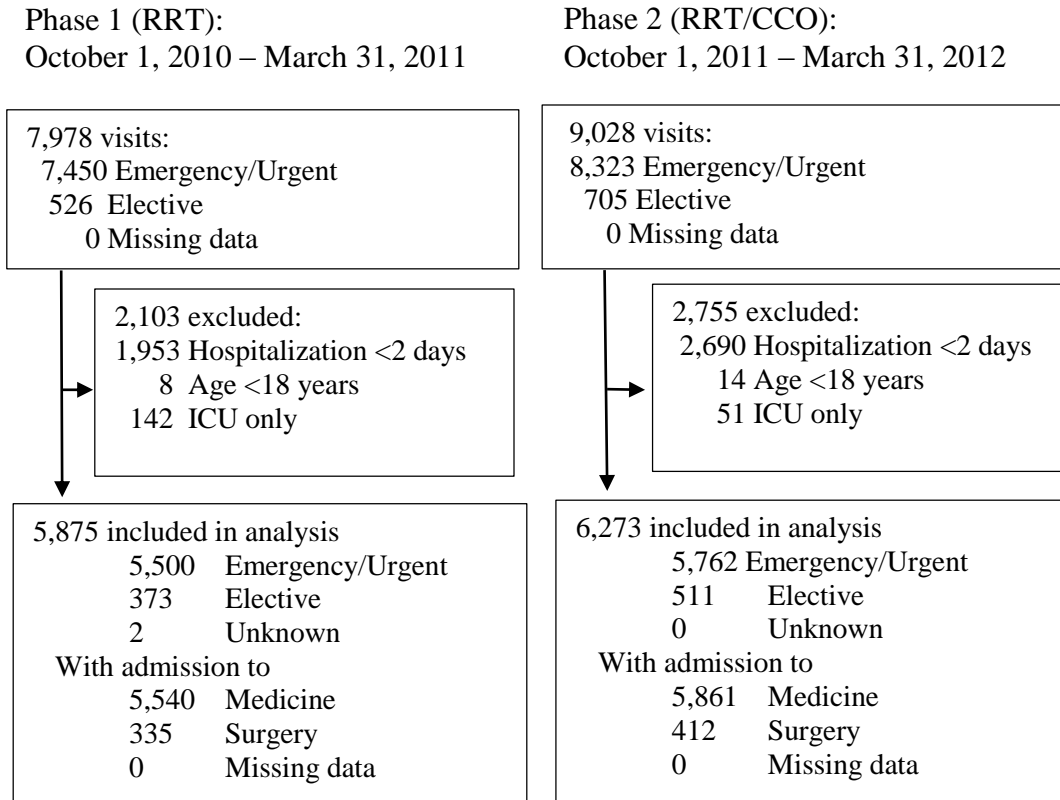 Phase 1 (RRT):
October 1, 2010 – March 31, 2011
7,978 visits:
7,450 Emergency/Urgent
526 Elective
0 Missing data
2,103 excluded:
1,953 Hospitalization <2 days
8 Age <18 years
142 ICU only
5,875 included in analysis
5,500 Emergency/Urgent
373 Elective
2 Unknown
With admission to
5,540 Medicine
335 Surgery
0 Missing data
Phase 2 (RRT/CCO):
October 1, 2011 – March 31, 2012
9,028 visits:
8,323 Emergency/Urgent
705 Elective
0 Missing data
2,755 excluded:
2,690 Hospitalization <2 days
14 Age <18 years
51 ICU only
6,273 included in analysis
5,762 Emergency/Urgent
511 Elective
0 Unknown
With admission to
5,861 Medicine
412 Surgery
0 Missing data